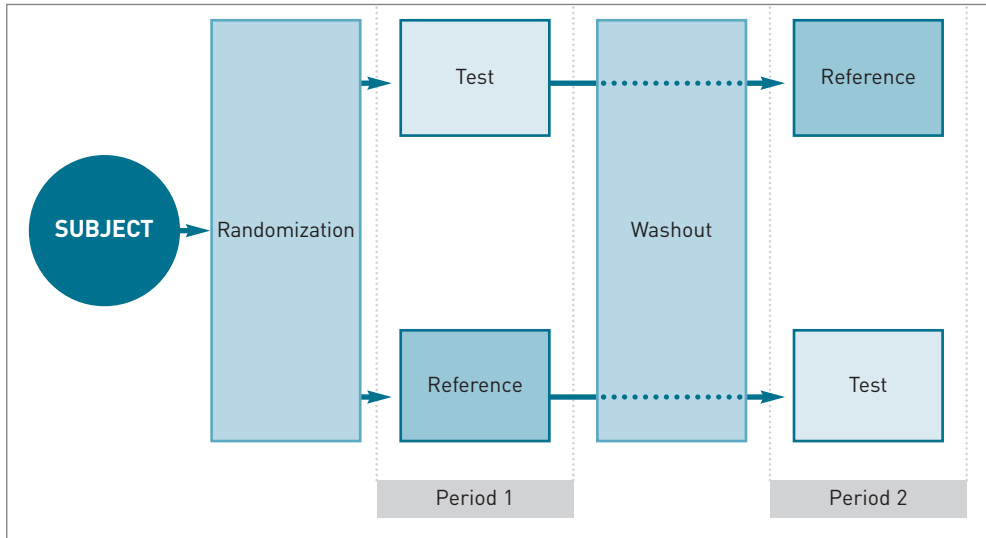 Test
Reference
SUBJECT
Randomization
Washout
Reference
Test
Period 1
Period 2